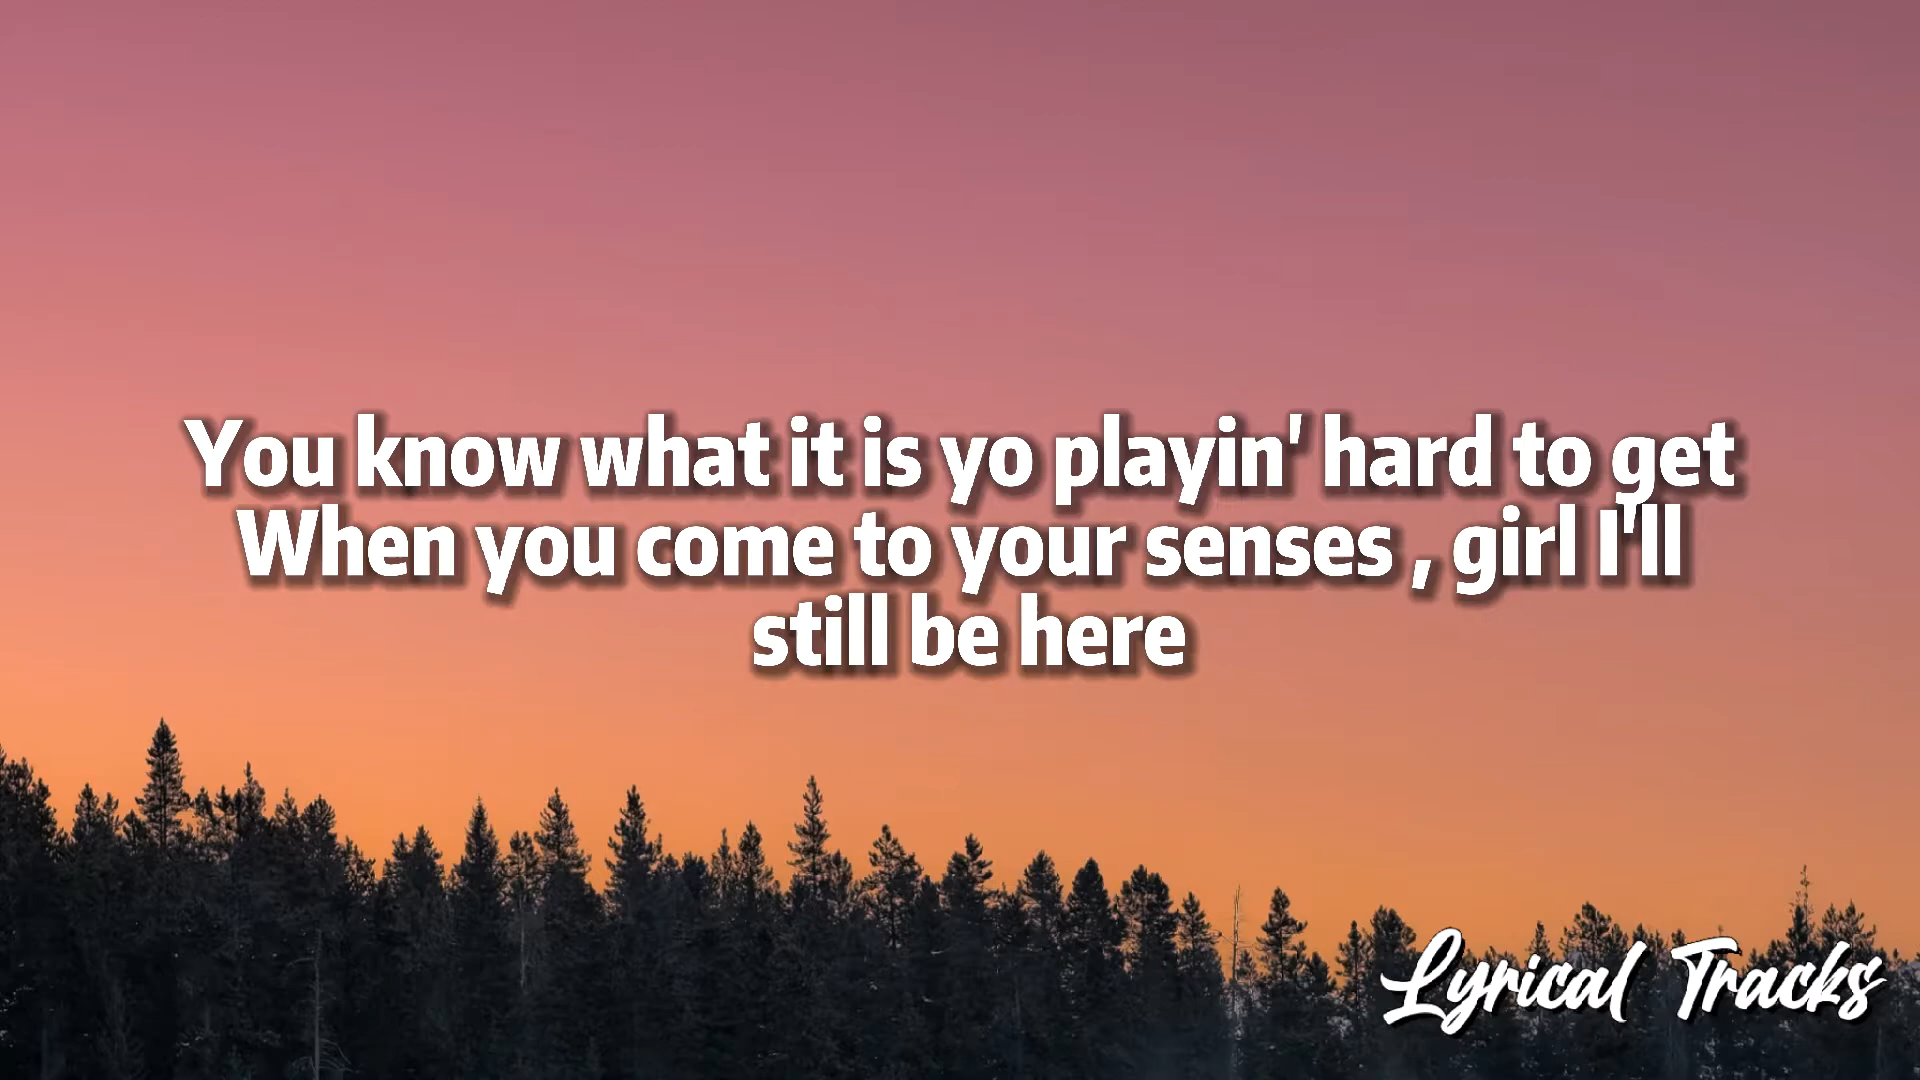 You know what it is yo playin' hard to get
When you come to your senses , girl I'll
still be here
Lyrical Tracks